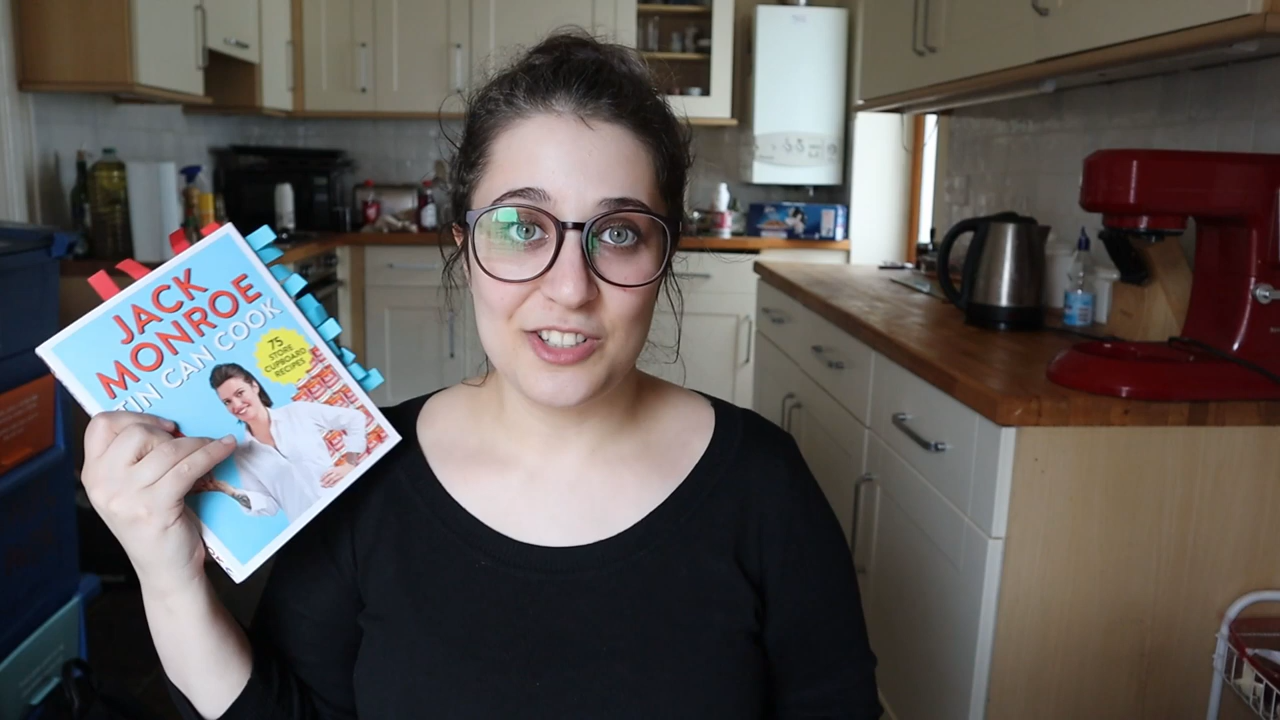 JACK
MONROE
TIN CAN COOK
75
STORE
CUPBOARD
RECIPES